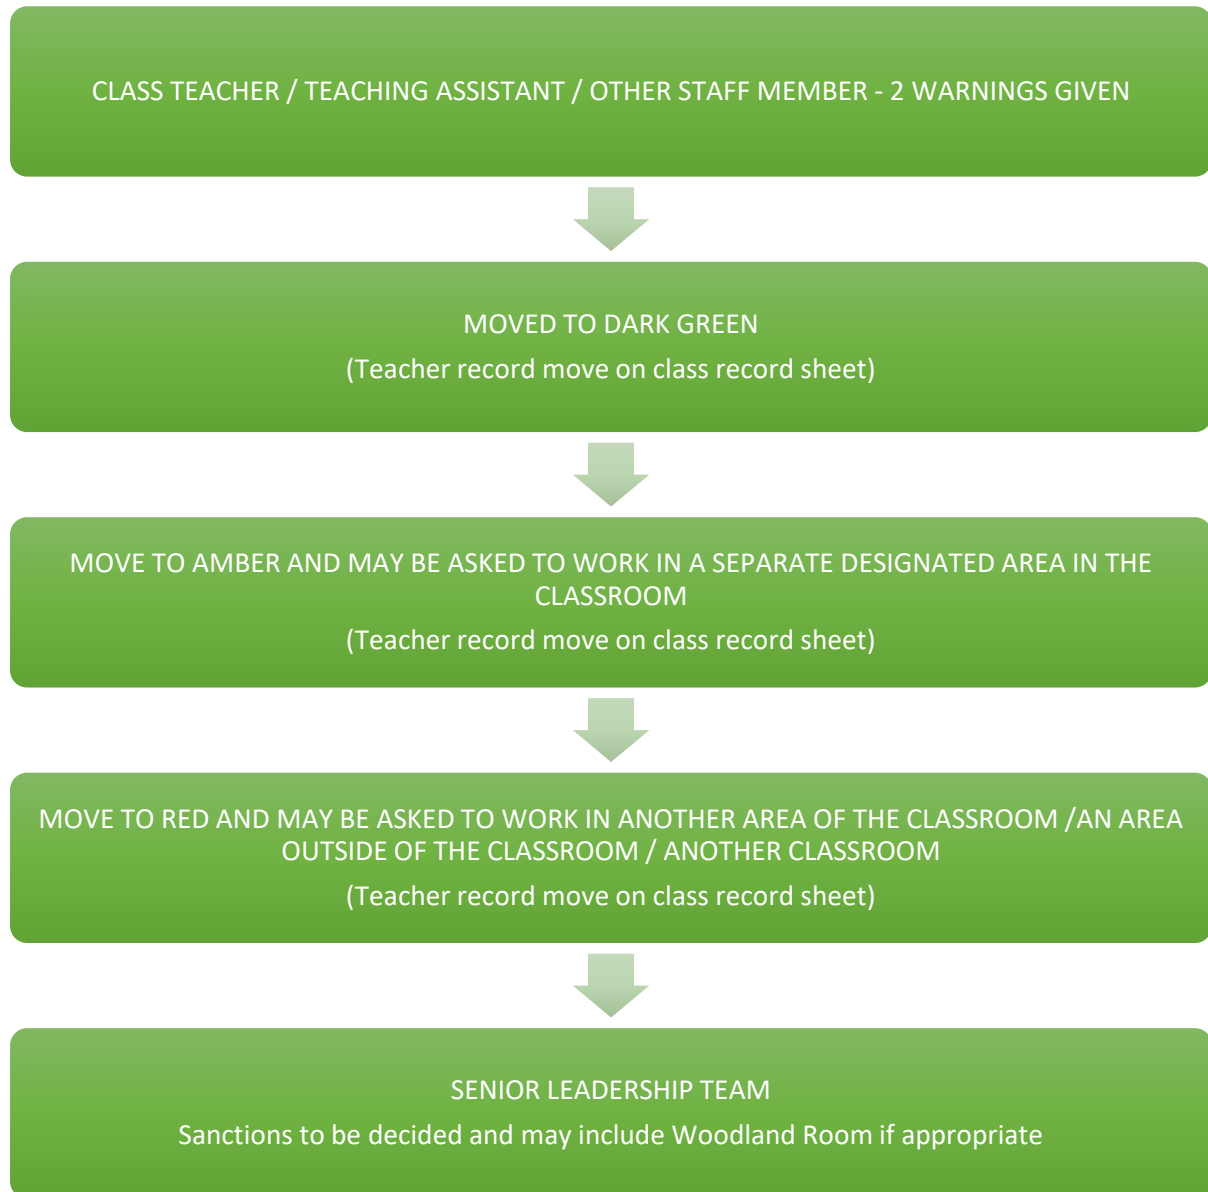 CLASS TEACHER / TEACHING ASSISTANT / OTHER STAFF MEMBER - 2 WARNINGS GIVEN
MOVED TO DARK GREEN
(Teacher record move on class record sheet)
MOVE TO AMBER AND MAY BE ASKED TO WORK IN A SEPARATE DESIGNATED AREA IN THE
CLASSROOM
(Teacher record move on class record sheet)
MOVE TO RED AND MAY BE ASKED TO WORK IN ANOTHER AREA OF THE CLASSROOM /AN AREA
OUTSIDE OF THE CLASSROOM / ANOTHER CLASSROOM
(Teacher record move on class record sheet)
SENIOR LEADERSHIP TEAM
Sanctions to be decided and may include Woodland Room if appropriate